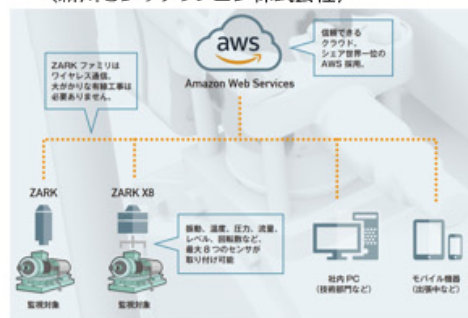 aws
Amazon Web Services
信頼できる
クラウド、
シェア世界一位の
AWS 採用。
ZARK ファミリは
ワイヤレス通信。
大がかりな有線工事は
必要ありません。
ZARK
ZARK X8
振動、温度、圧力、流量、
レベル、回転数など、
最大 8 つのセンサが
取り付け可能
監視対象
監視対象
社内 PC
(技術部門など)
モバイル機器
(出張中など)